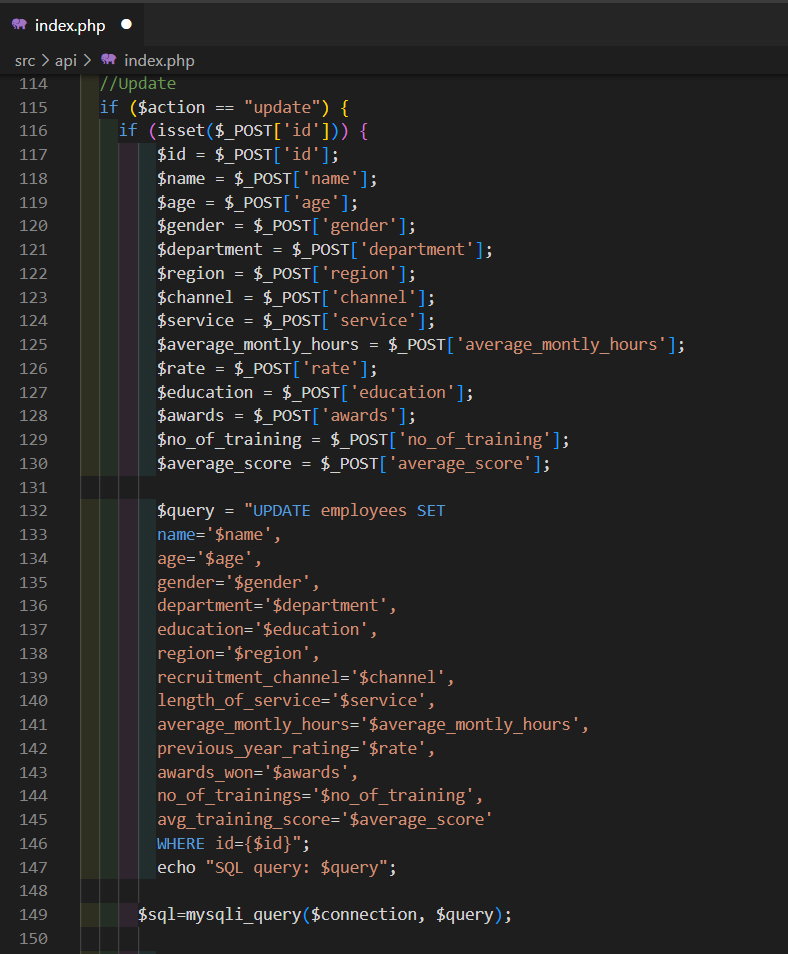 index.php
src > api > index.php
114 //Update
115 if ($action == "update") {
116 if (isset($_POST['id'])) {
117 $id = $_POST['id'];
118 $name = $_POST['name'];
119 $age = $_POST['age'];
120 $gender = $_POST['gender'];
121 $department = $_POST['department'];
122 $region = $_POST['region'];
123 $channel = $_POST['channel'];
124 $service = $_POST['service'];
125 $average_montly_hours = $_POST['average_montly_hours'];
126 $rate = $_POST['rate'];
127 $education = $_POST['education'];
128 $awards = $_POST['awards'];
129 $no_of_training = $_POST['no_of_training'];
130 $average_score = $_POST['average_score'];
131
132 $query = "UPDATE employees SET
133 name='$name',
134 age='$age',
135 gender='$gender',
136 department='$department',
137 education='$education',
138 region='$region',
139 recruitment_channel='$channel',
140 length_of_service='$service',
141 average_montly_hours='$average_montly_hours',
142 previous_year_rating='$rate',
143 awards_won='$awards',
144 no_of_trainings='$no_of_training',
145 avg_training_score='$average_score'
146 WHERE id={$id}";
147 echo "SQL query: $query";
148
149 $sql=mysqli_query($connection, $query);
150